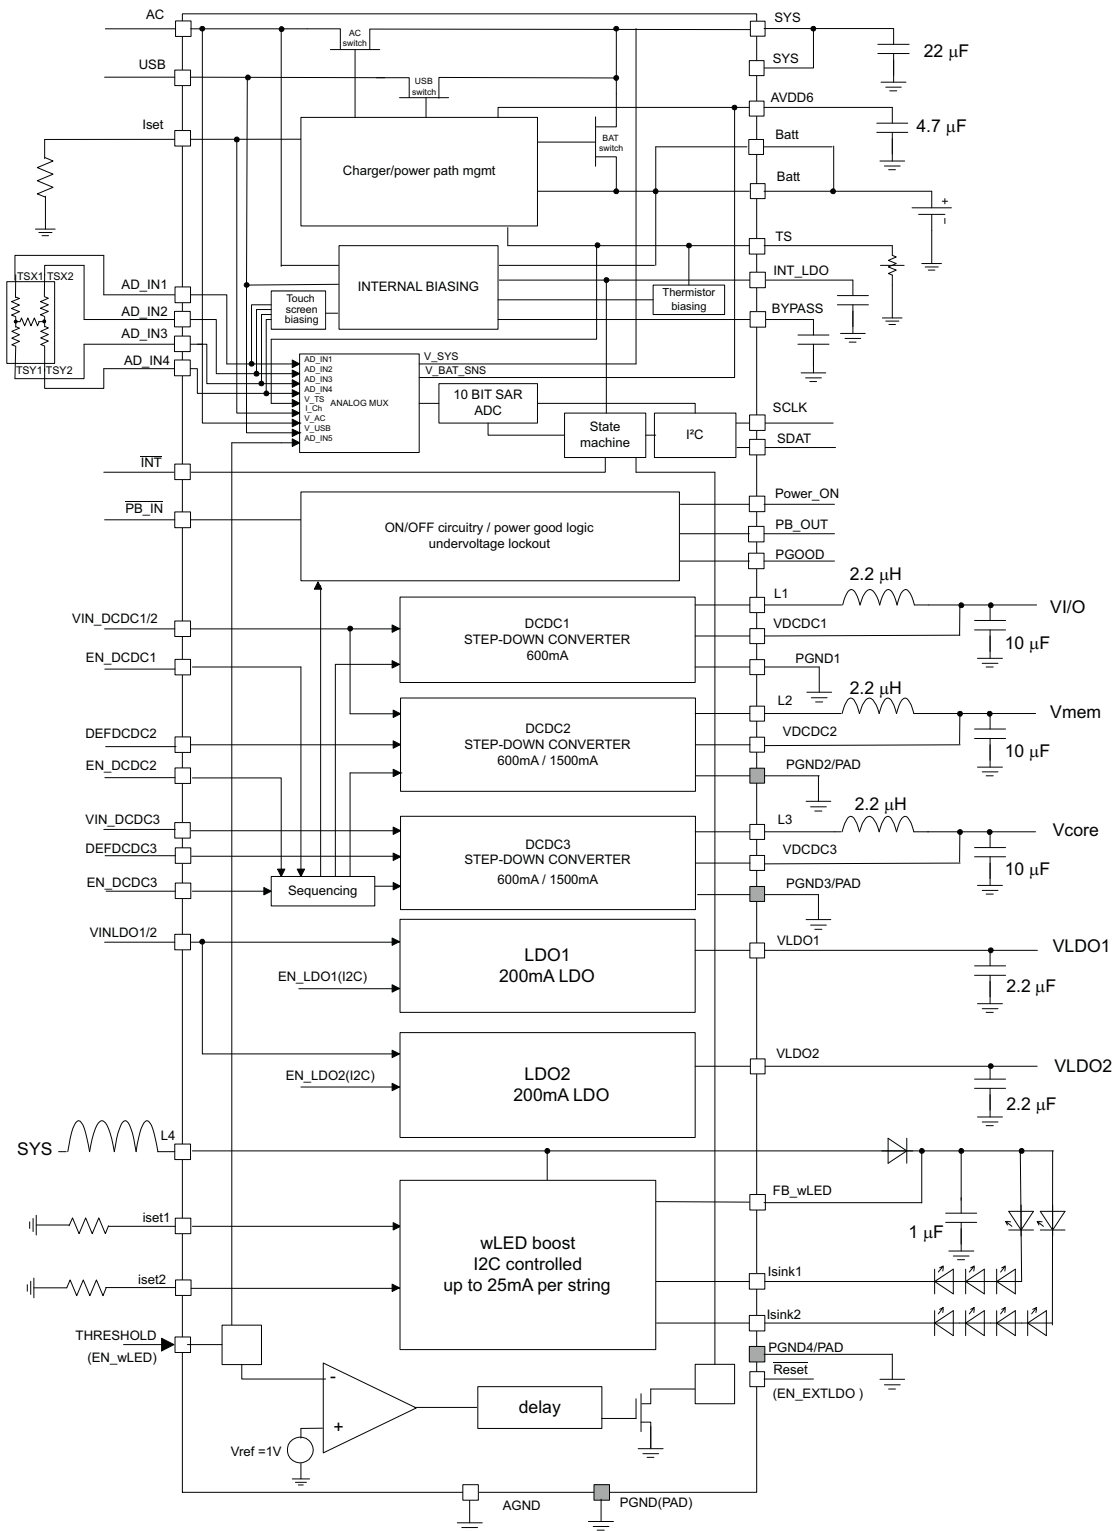 AC
AC
switch
SYS
22 µF
SYS
USB
USB
switch
AVDD6
4.7 µF
Iset
Batt
BAT
switch
Charger/power path mgmt
Batt
+
-
TS
TSX1
TSX2
INT_LDO
INTERNAL BIASING
AD_IN1
Touch
screen
biasing
Thermistor
biasing
AD_IN2
BYPASS
AD_IN3
AD_IN4
TSY1
TSY2
AD_IN1
AD_IN2
AD_IN3
AD_IN4
V_TS
I_Ch
V_AC
V_USB
AD_IN5
ANALOG MUX
V_SYS
V_BAT_SNS
10 BIT SAR
ADC
State
machine
I²C
SCLK
SDAT
INT
PB_IN
ON/OFF circuitry / power good logic
undervoltage lockout
Power_ON
PB_OUT
PGOOD
2.2 µH
L1
VI/O
VIN_DCDC1/2
DCDC1
STEP-DOWN CONVERTER
600mA
VDCDC1
10 µF
EN_DCDC1
PGND1
2.2 µH
L2
Vmem
DCDC2
STEP-DOWN CONVERTER
600mA / 1500mA
DEFDCDC2
VDCDC2
10 µF
EN_DCDC2
PGND2/PAD
2.2 µH
VIN_DCDC3
L3
Vcore
DCDC3
STEP-DOWN CONVERTER
600mA / 1500mA
DEFDCDC3
VDCDC3
10 µF
EN_DCDC3
Sequencing
PGND3/PAD
VINLDO1/2
VLDO1
VLDO1
LDO1
200mA LDO
EN_LDO1(I2C)
2.2 µF
VLDO2
VLDO2
LDO2
200mA LDO
EN_LDO2(I2C)
2.2 µF
SYS
L4
FB_wLED
iset1
1 µF
wLED boost
I2C controlled
up to 25mA per string
iset2
Isink1
Isink2
THRESHOLD
(EN_wLED)
PGND4/PAD
Reset
(EN_EXTLDO )
-
+
delay
Vref =1V
AGND
PGND(PAD)